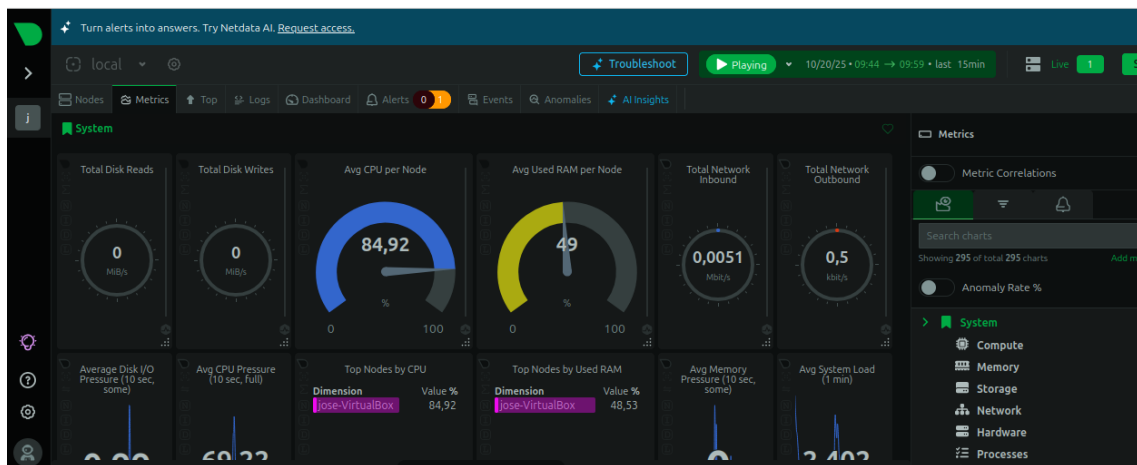 Turn alerts into answers. Try Netdata AI. Request access.
local
Troubleshoot
Playing
10/20/25 • 09:44 → 09:59 • last 15min
Live 1
j
Nodes Metrics Top Logs Dashboard Alerts 0 1 Events Anomalies AI Insights
System
Total Disk Reads
0
MiB/s
Total Disk Writes
0
MiB/s
Avg CPU per Node
84,92
%
0 100
Avg Used RAM per Node
49
%
0 100
Total Network
Inbound
0,0051
Mbit/s
Total Network
Outbound
0,5
kbit/s
Average Disk I/O
Pressure (10 sec,
some)
Avg CPU Pressure
(10 sec, full)
Top Nodes by CPU
Dimension Value %
jose-VirtualBox 84,92
Top Nodes by Used RAM
Dimension Value %
jose-VirtualBox 48,53
Avg Memory
Pressure (10 sec,
some)
Avg System Load
(1 min)
Metrics
Metric Correlations
Search charts
Showing 295 of total 295 charts
Anomaly Rate %
System
Compute
Memory
Storage
Network
Hardware
Processes